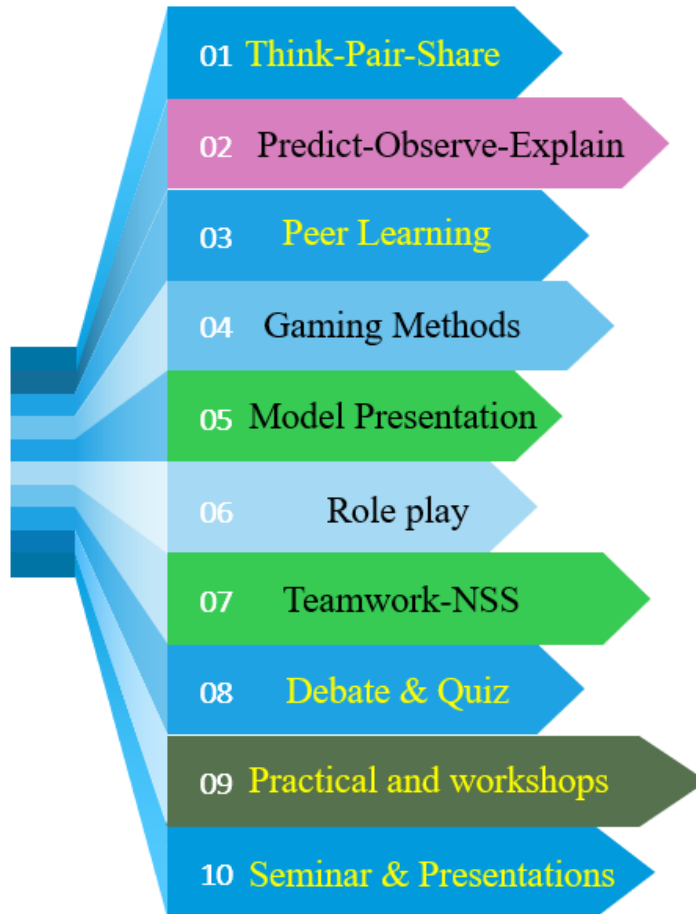 01 Think-Pair-Share
02 Predict-Observe-Explain
03 Peer Learning
04 Gaming Methods
05 Model Presentation
06 Role play
07 Teamwork-NSS
08 Debate & Quiz
09 Practical and workshops
10 Seminar & Presentations